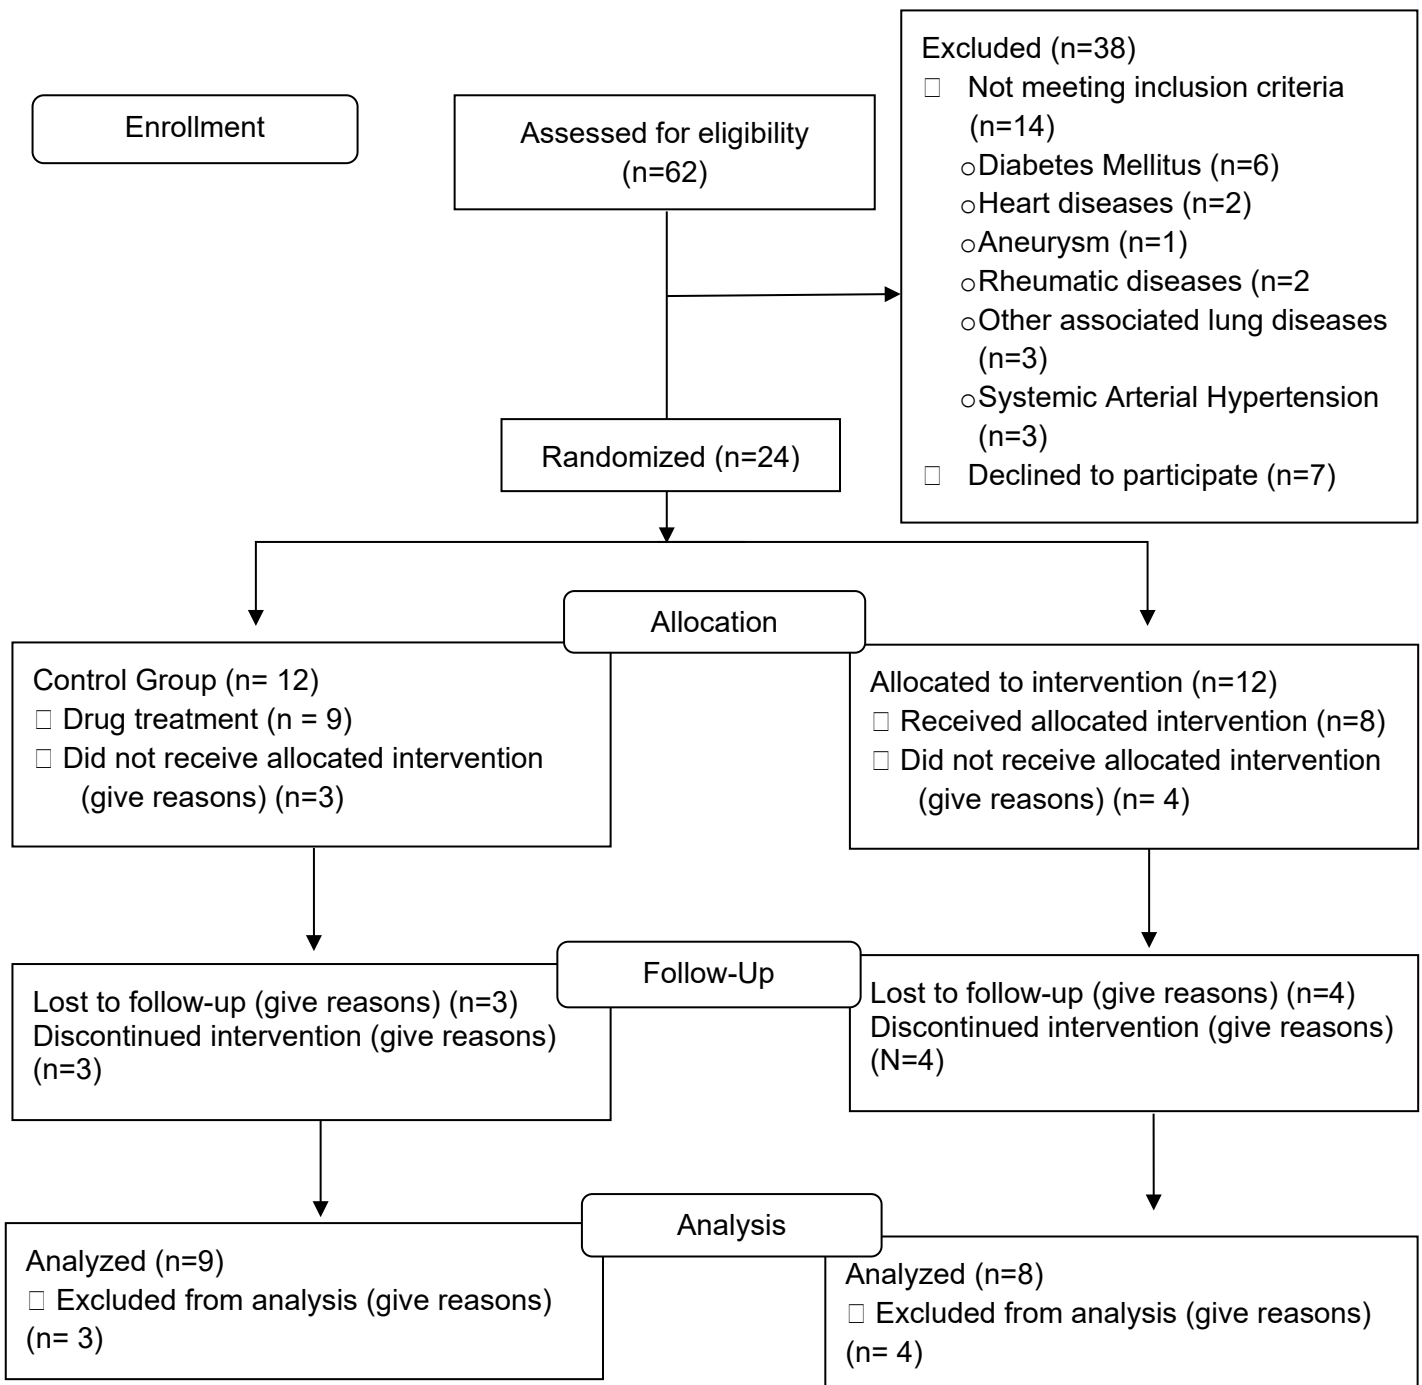 Enrollment
Assessed for eligibility
(n=62)
Excluded (n=38)
Not meeting inclusion criteria
(n=14)
○Diabetes Mellitus (n=6)
○Heart diseases (n=2)
○Aneurysm (n=1)
○Rheumatic diseases (n=2
○Other associated lung diseases
(n=3)
○Systemic Arterial Hypertension
(n=3)
Declined to participate (n=7)
Randomized (n=24)
Allocation
Control Group (n= 12)
Drug treatment (n = 9)
Did not receive allocated intervention
(give reasons) (n=3)
Allocated to intervention (n=12)
Received allocated intervention (n=8)
Did not receive allocated intervention
(give reasons) (n= 4)
Follow-Up
Lost to follow-up (give reasons) (n=3)
Discontinued intervention (give reasons)
(n=3)
Lost to follow-up (give reasons) (n=4)
Discontinued intervention (give reasons)
(N=4)
Analysis
Analyzed (n=9)
Excluded from analysis (give reasons)
(n= 3)
Analyzed (n=8)
Excluded from analysis (give reasons)
(n= 4)